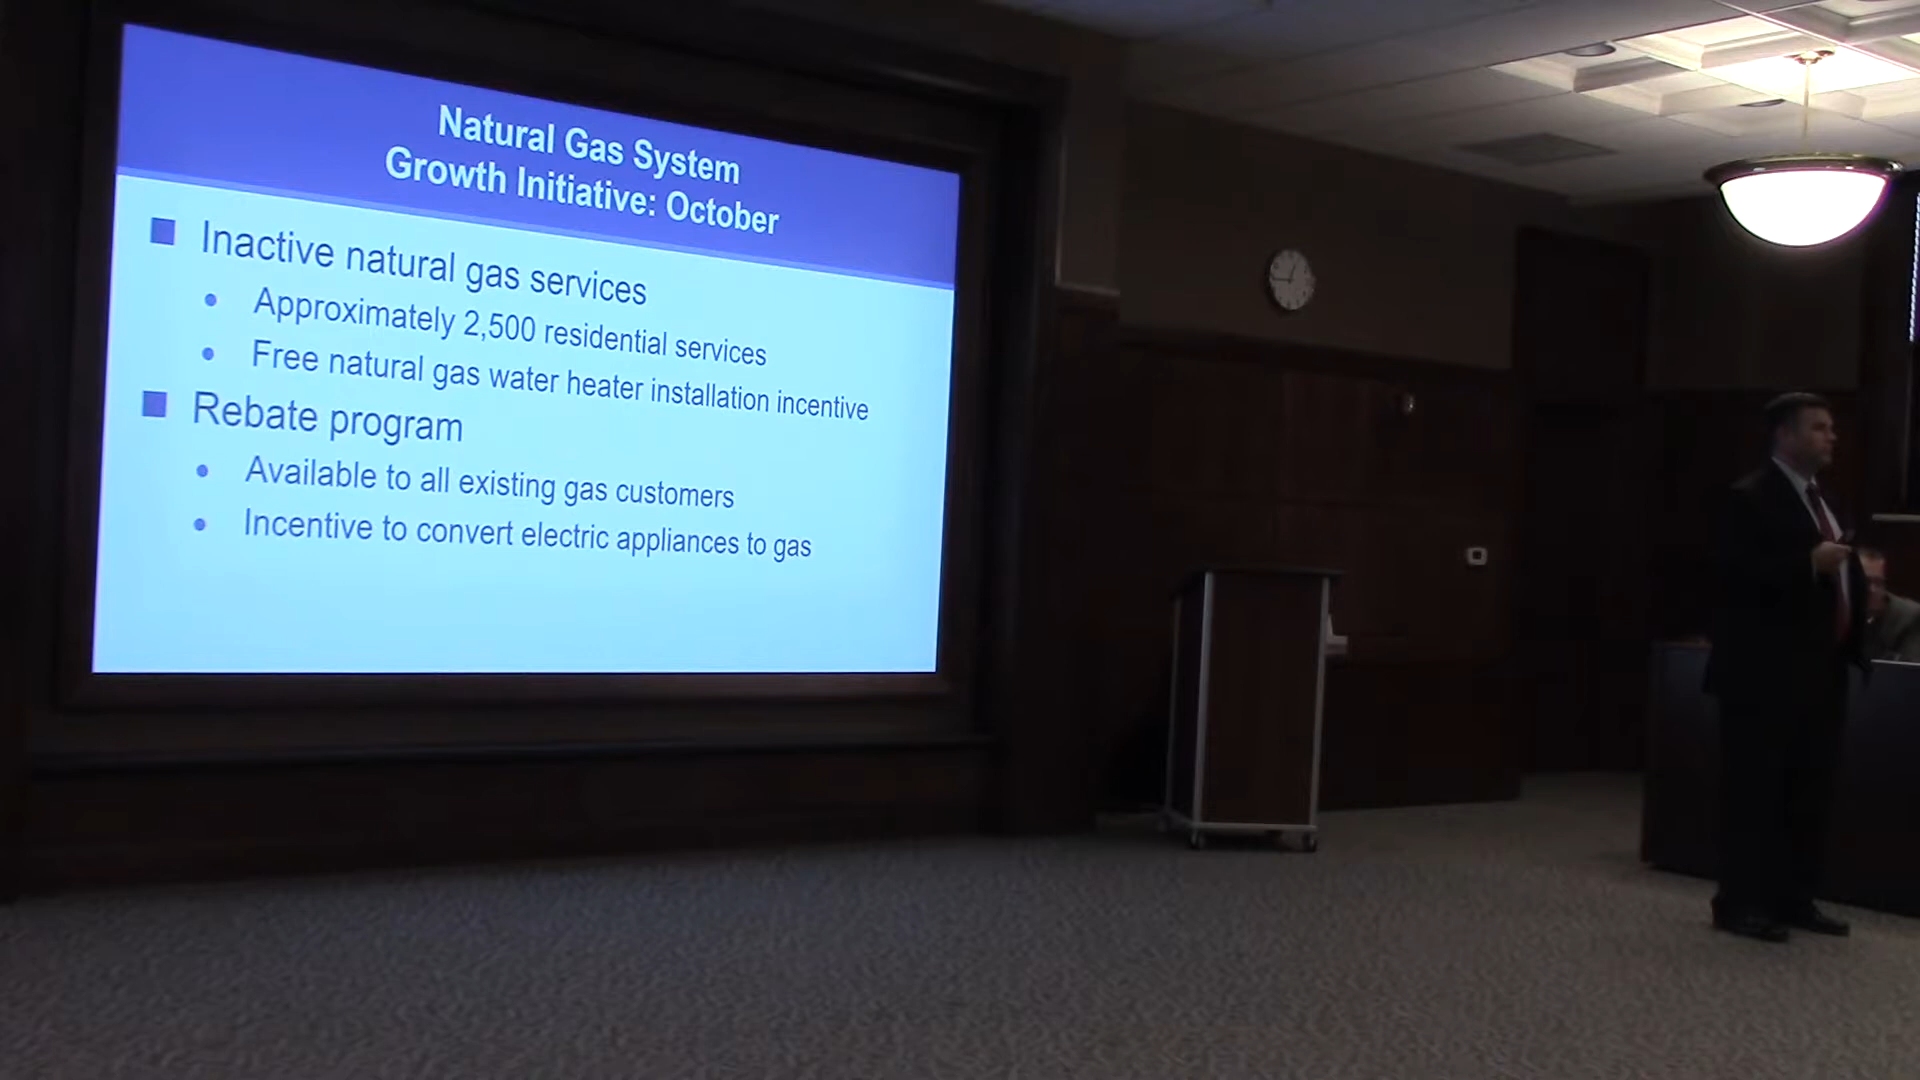 Natural Gas System
Growth Initiative: October
Inactive natural gas services
Approximately 2,500 residential services
Free natural gas water heater installation incentive
Rebate program
Available to all existing gas customers
Incentive to convert electric appliances to gas